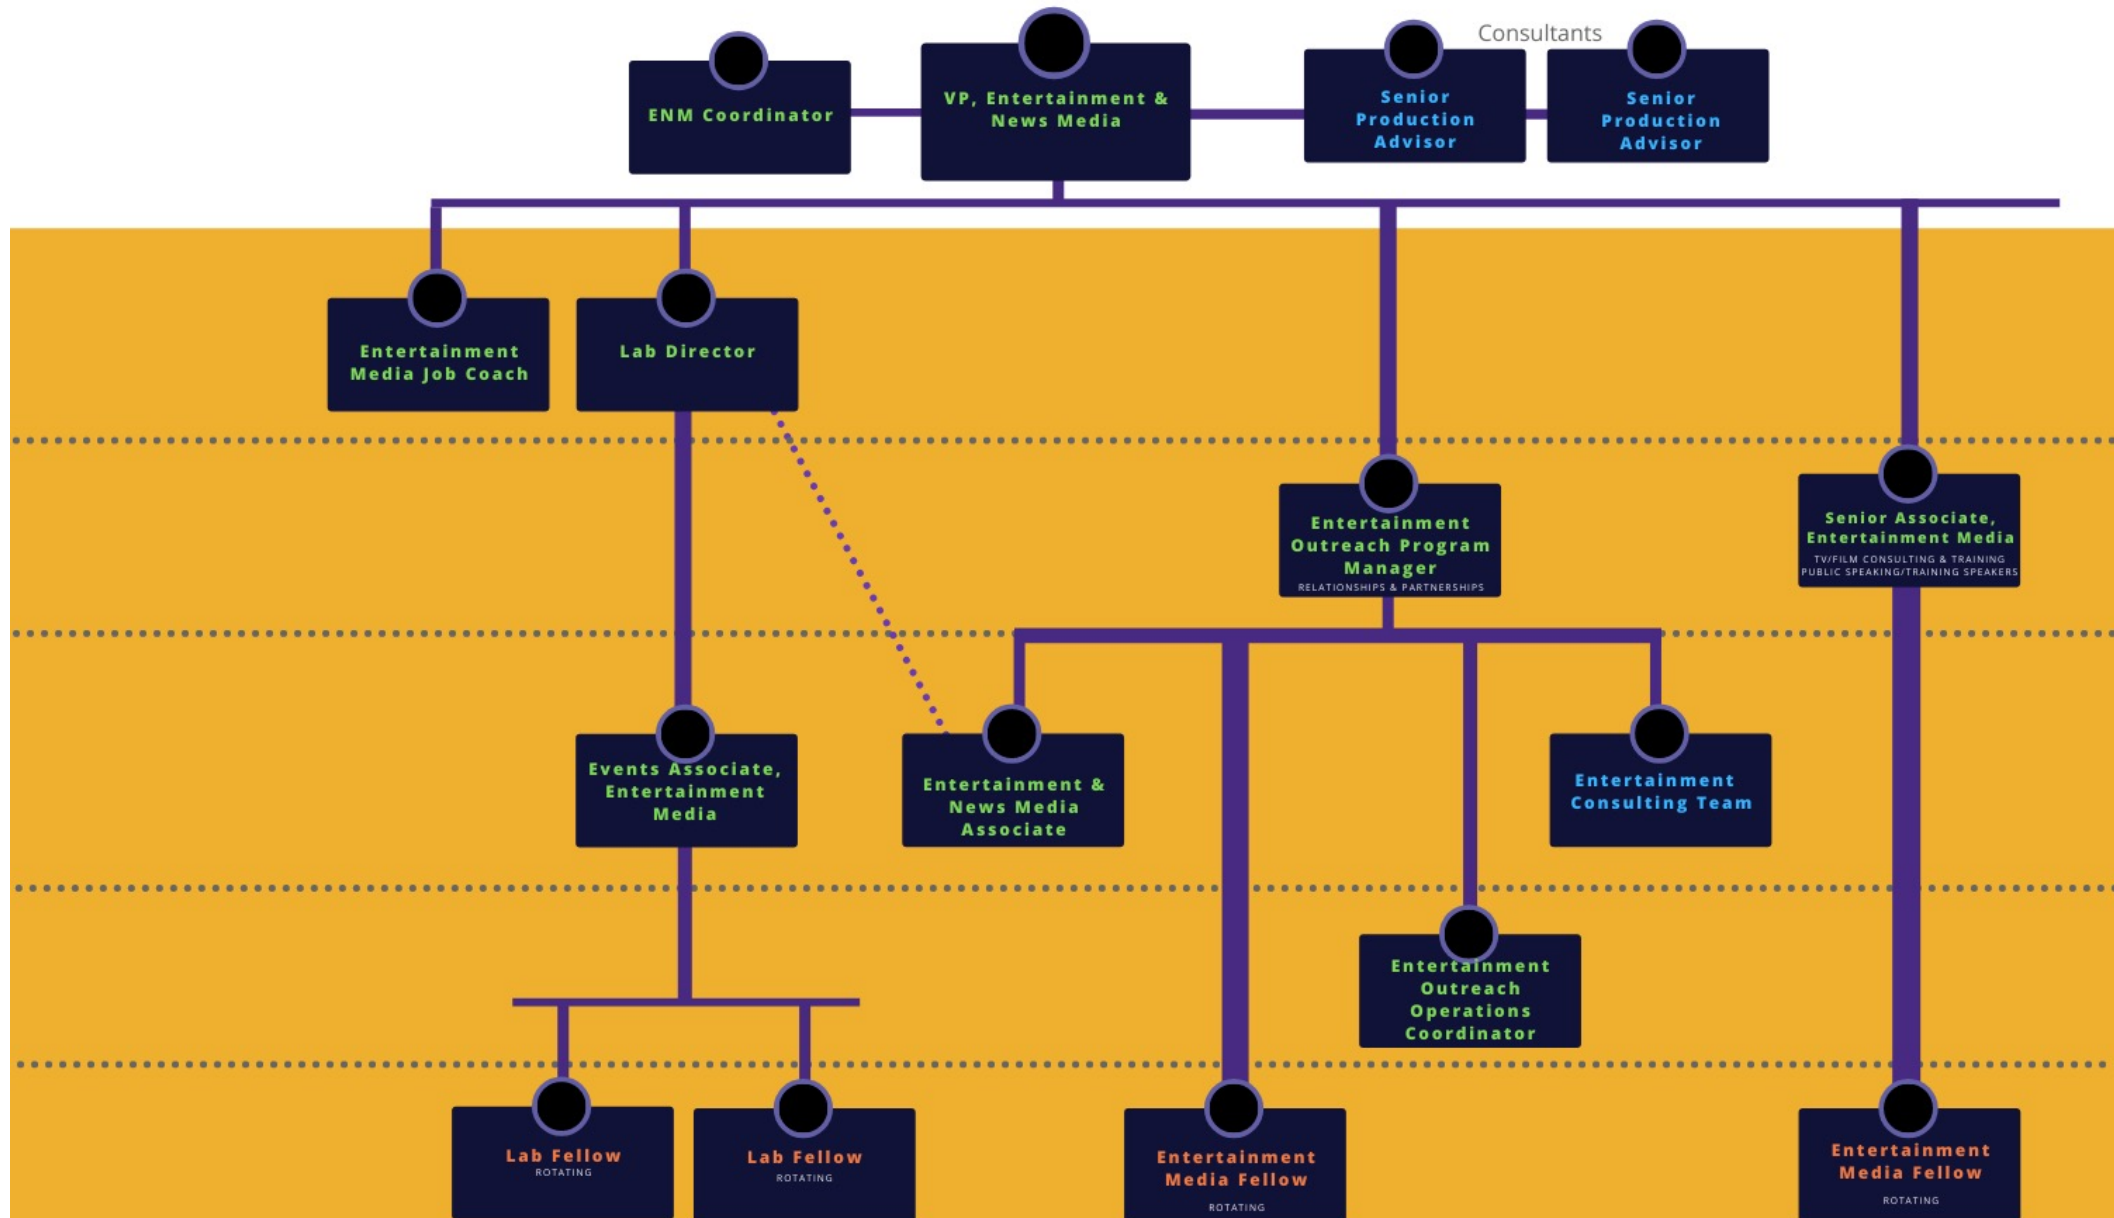 Consultants
ENM Coordinator
VP, Entertainment &
News Media
Senior
Production
Advisor
Senior
Production
Advisor
Entertainment
Media Job Coach
Lab Director
Entertainment
Outreach Program
Manager
RELATIONSHIPS & PARTNERSHIPS
Senior Associate,
Entertainment Media
TV/FILM CONSULTING & TRAINING
PUBLIC SPEAKING/TRAINING SPEAKERS
Events Associate,
Entertainment
Media
Entertainment &
News Media
Associate
Entertainment
Consulting Team
Entertainment
Outreach
Operations
Coordinator
Lab Fellow
ROTATING
Lab Fellow
ROTATING
Entertainment
Media Fellow
ROTATING
Entertainment
Media Fellow
ROTATING